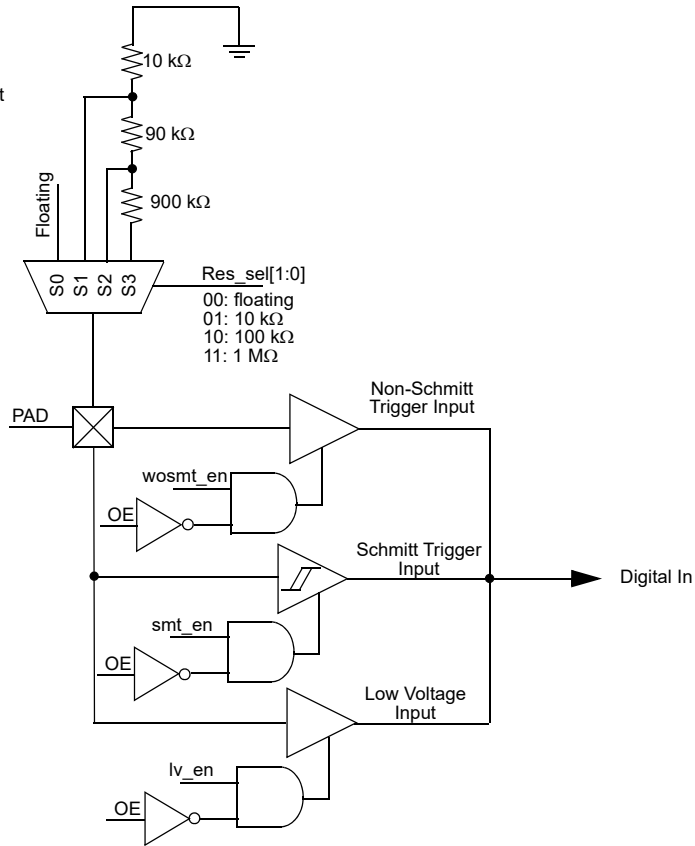 10 kΩ
t
90 kΩ
900 kΩ
Floating
S0
S1
S2
S3
Res_sel[1:0]
00: floating
01: 10 kΩ
10: 100 kΩ
11: 1 MΩ
Non-Schmitt
Trigger Input
PAD
wosmt_en
OE
Schmitt Trigger
Input
Digital In
smt_en
OE
Low Voltage
Input
lv_en
OE